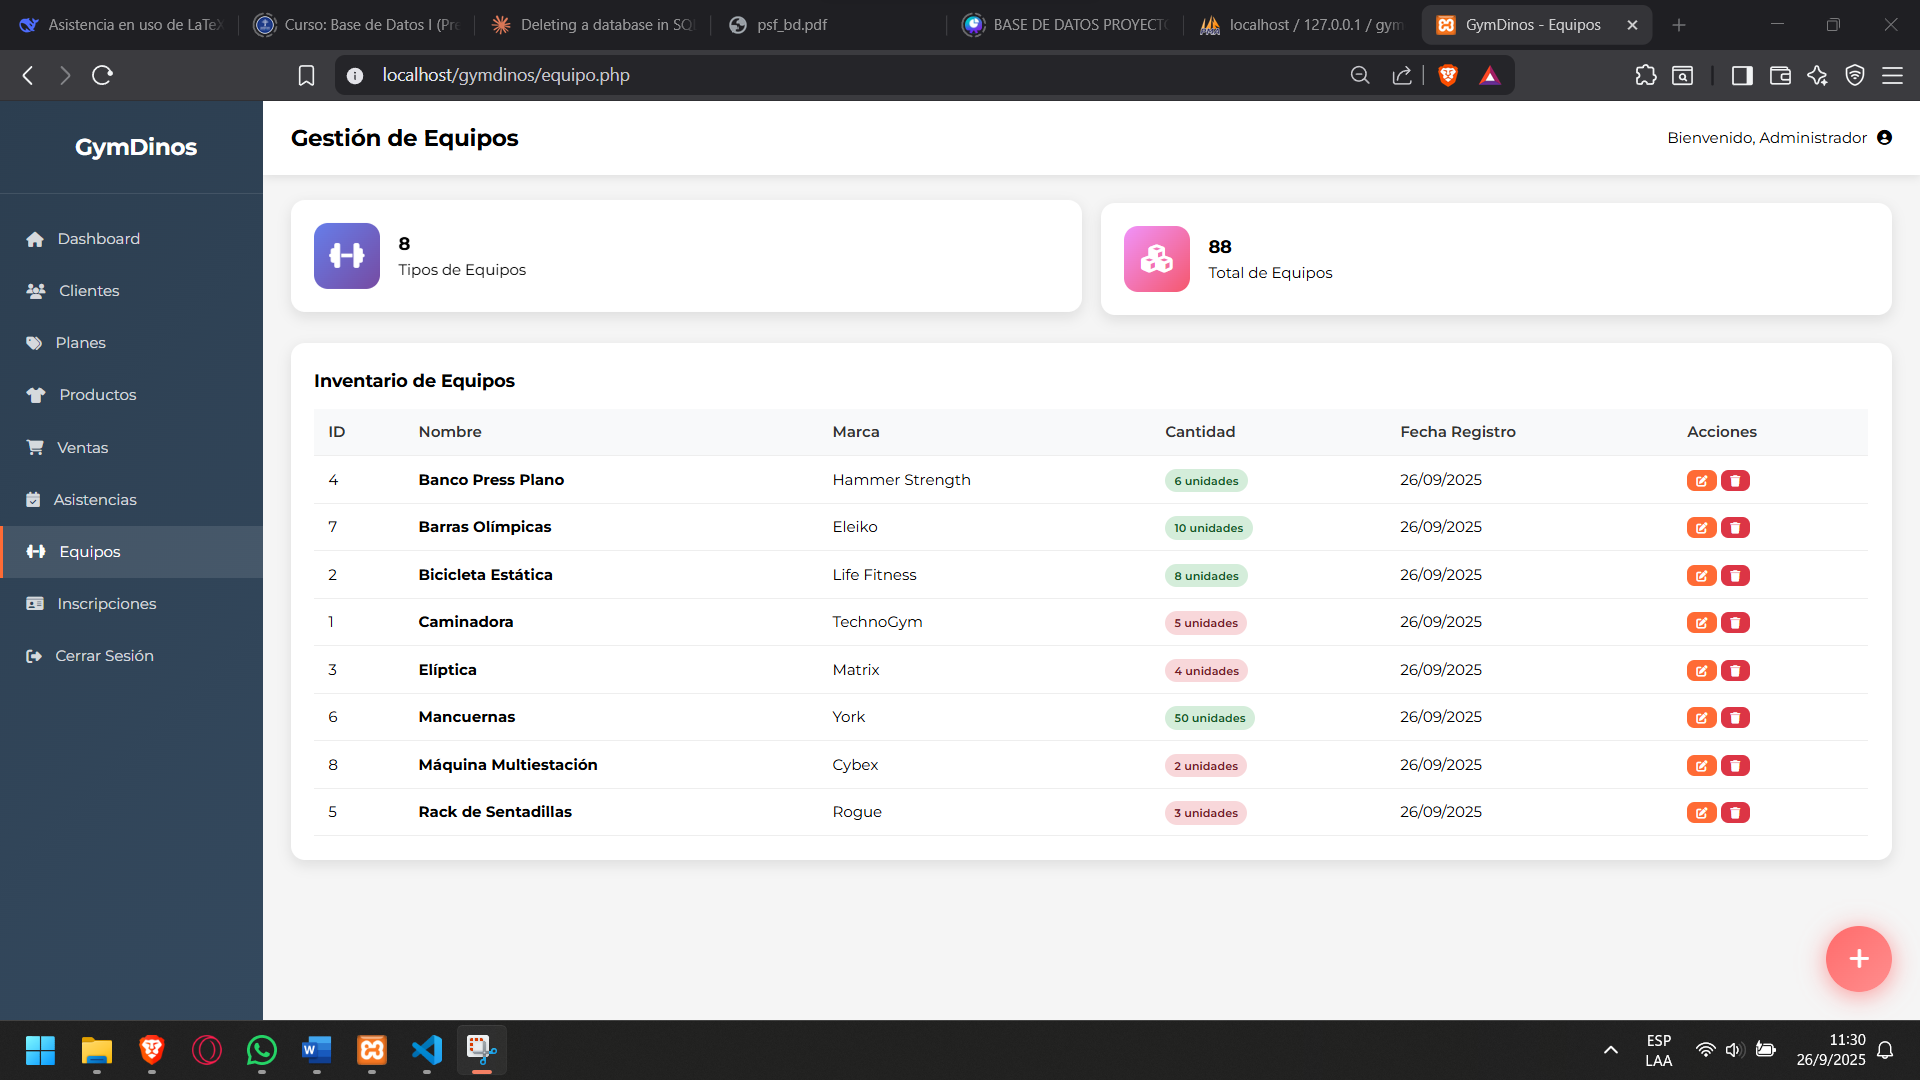 Asistencia en uso de LaTeX
Curso: Base de Datos I (Pre
Deleting a database in SQL
psf_bd.pdf
BASE DE DATOS PROYECTO
localhost / 127.0.0.1 / gym
GymDinos - Equipos
localhost/gymdinos/equipo.php
GymDinos
Dashboard
Clientes
Planes
Productos
Ventas
Asistencias
Equipos
Inscripciones
Cerrar Sesión
Gestión de Equipos
Bienvenido, Administrador
8
Tipos de Equipos
88
Total de Equipos
Inventario de Equipos
ID Nombre Marca Cantidad Fecha Registro Acciones
4 Banco Press Plano Hammer Strength 6 unidades 26/09/2025
7 Barras Olímpicas Eleiko 10 unidades 26/09/2025
2 Bicicleta Estática Life Fitness 8 unidades 26/09/2025
1 Caminadora TechnoGym 5 unidades 26/09/2025
3 Elíptica Matrix 4 unidades 26/09/2025
6 Mancuernas York 50 unidades 26/09/2025
8 Máquina Multiestación Cybex 2 unidades 26/09/2025
5 Rack de Sentadillas Rogue 3 unidades 26/09/2025
ESP
LAA
11:30
26/9/2025